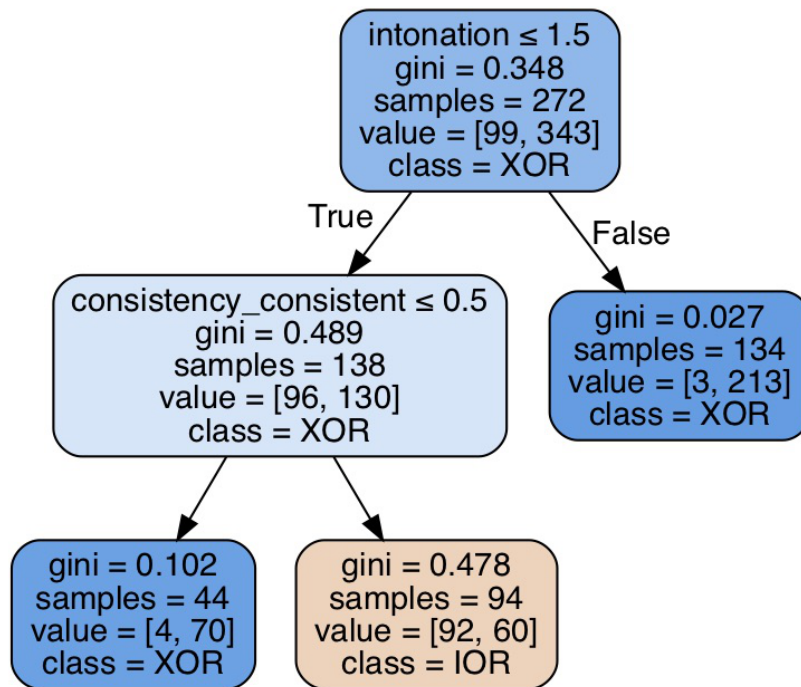 intonation ≤ 1.5
gini = 0.348
samples = 272
value = [99, 343]
class = XOR
True
False
consistency_consistent ≤ 0.5
gini = 0.489
samples = 138
value = [96, 130]
class = XOR
gini = 0.027
samples = 134
value = [3, 213]
class = XOR
gini = 0.102
samples = 44
value = [4, 70]
class = XOR
gini = 0.478
samples = 94
value = [92, 60]
class = IOR